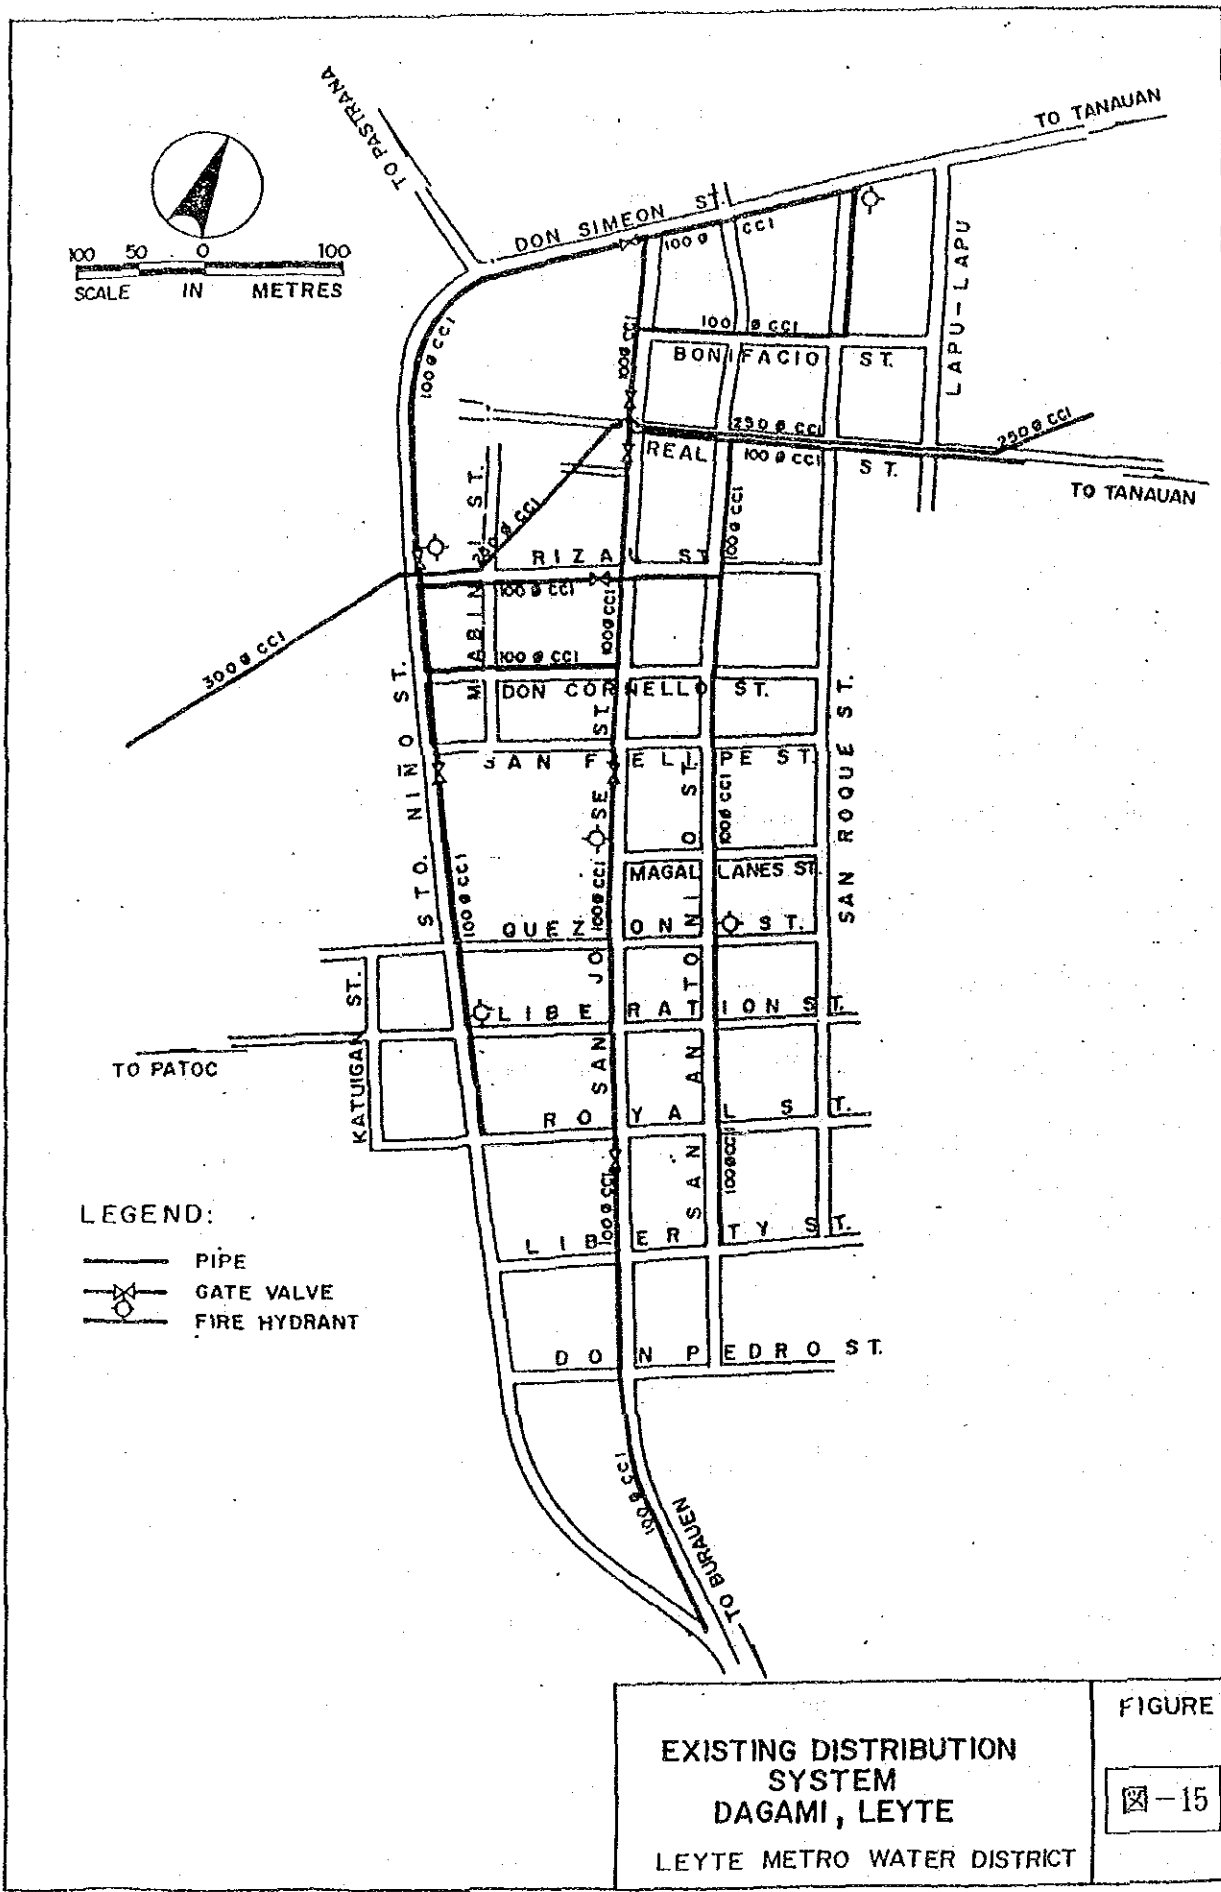 TO PASTRANA
TO TANAUAN
100 50 0 100
SCALE IN METRES
DON SIMEON ST.
100 ø CCI
LAPU-LAPU
100 ø CCI
100 ø CCI
100 ø CCI
BONIFACIO ST.
250 ø CCI
250 ø CCI
REAL ST.
100 ø CCI
TO TANAUAN
MABINI ST.
250 ø CCI
100 ø CCI
RIZAL ST.
100 ø CCI
100 ø CCI
300 ø CCI
100 ø CCI
DON CORNELLO ST.
STO. NIÑO ST.
SAN FELIPE ST.
SAN JOSE ST.
SAN ANTONIO ST.
SAN ROQUE ST.
100 ø CCI
100 ø CCI
100 ø CCI
MAGALLANES ST.
QUEZONN ST.
KATUIGAN ST.
LIBERATION ST.
TO PATOC
ROYAL ST.
100 ø CCI
100 ø CCI
LIBERTY ST.
LEGEND:
PIPE
GATE VALVE
FIRE HYDRANT
DON PEDRO ST.
100 ø CCI
TO BURAUEN
EXISTING DISTRIBUTION
SYSTEM
DAGAMI, LEYTE
LEYTE METRO WATER DISTRICT
FIGURE
図-15